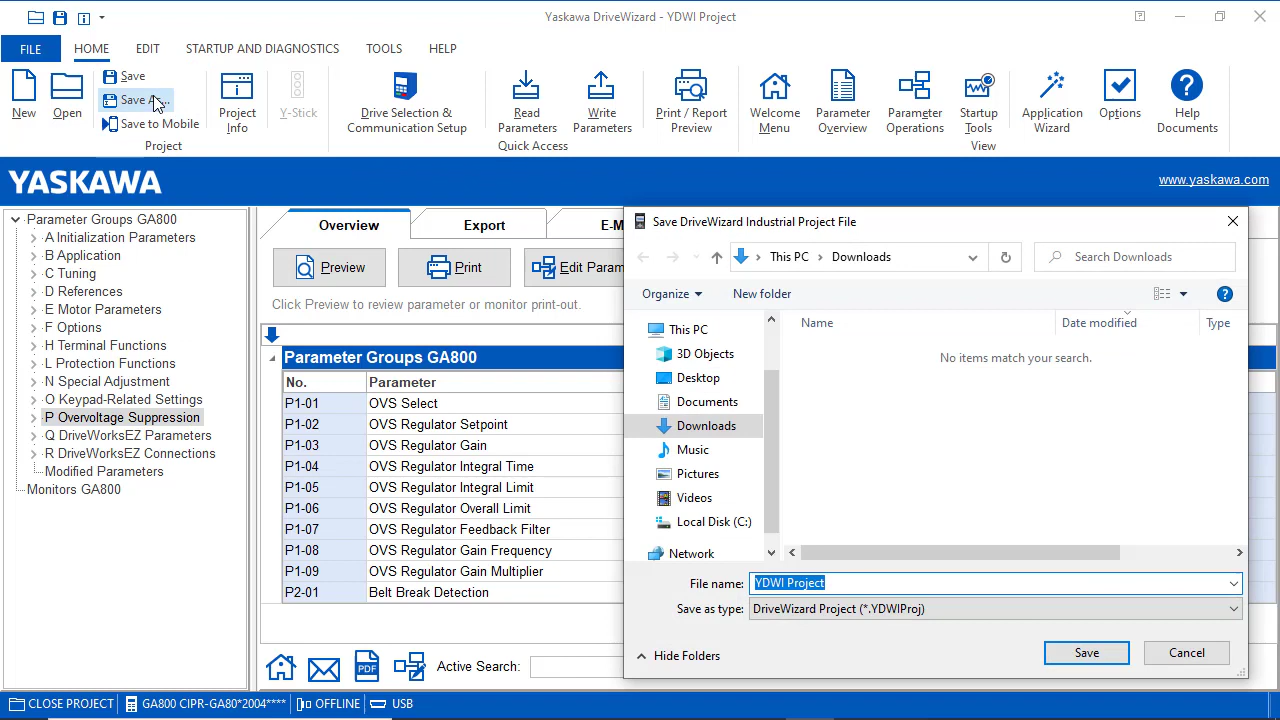 Yaskawa DriveWizard - YDWI Project
FILE
HOME
EDIT
STARTUP AND DIAGNOSTICS
TOOLS
HELP
New
Open
Save
Save A...
Save to Mobile
Project
Info
Y-Stick
Drive Selection &
Communication Setup
Read
Parameters
Write
Parameters
Print / Report
Preview
Welcome
Menu
Parameter
Overview
Parameter
Operations
Startup
Tools
Application
Wizard
Options
Help
Documents
Project
Quick Access
View
YASKAWA
www.yaskawa.com
Parameter Groups GA800
A Initialization Parameters
B Application
C Tuning
D References
E Motor Parameters
F Options
H Terminal Functions
L Protection Functions
N Special Adjustment
O Keypad-Related Settings
P Overvoltage Suppression
Q DriveWorksEZ Parameters
R DriveWorksEZ Connections
Modified Parameters
Monitors GA800
Overview
Export
E-M
Preview
Print
Edit Param
Click Preview to review parameter or monitor print-out.
Parameter Groups GA800
No. Parameter
P1-01 OVS Select
P1-02 OVS Regulator Setpoint
P1-03 OVS Regulator Gain
P1-04 OVS Regulator Integral Time
P1-05 OVS Regulator Integral Limit
P1-06 OVS Regulator Overall Limit
P1-07 OVS Regulator Feedback Filter
P1-08 OVS Regulator Gain Frequency
P1-09 OVS Regulator Gain Multiplier
P2-01 Belt Break Detection
PDF
Active Search:
Save DriveWizard Industrial Project File
This PC
Downloads
Search Downloads
Organize
New folder
This PC
3D Objects
Desktop
Documents
Downloads
Music
Pictures
Videos
Local Disk (C:)
Network
Name
Date modified
Type
No items match your search.
File name: YDWI Project
Save as type: DriveWizard Project (*.YDWIProj)
Hide Folders
Save
Cancel
CLOSE PROJECT
GA800 CIPR-GA80*2004****
OFFLINE
USB